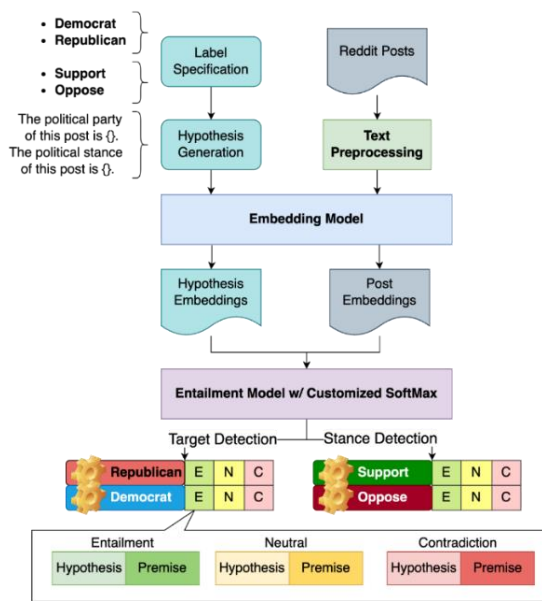 • Democrat
• Republican
Label
Specification
Reddit Posts
• Support
• Oppose
The political party
of this post is {}.
The political stance
of this post is {}.
Hypothesis
Generation
Text
Preprocessing
Embedding Model
Hypothesis
Embeddings
Post
Embeddings
Entailment Model w/ Customized SoftMax
Target Detection
Stance Detection
Republican E N C
Support E N C
Democrat E N C
Oppose E N C
Entailment
Neutral
Contradiction
Hypothesis Premise
Hypothesis Premise
Hypothesis Premise